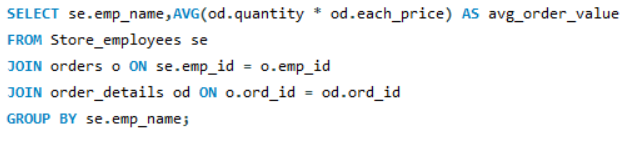 SELECT se.emp_name,AVG(od.quantity * od.each_price) AS avg_order_value
FROM Store_employees se
JOIN orders o ON se.emp_id = o.emp_id
JOIN order_details od ON o.ord_id = od.ord_id
GROUP BY se.emp_name;